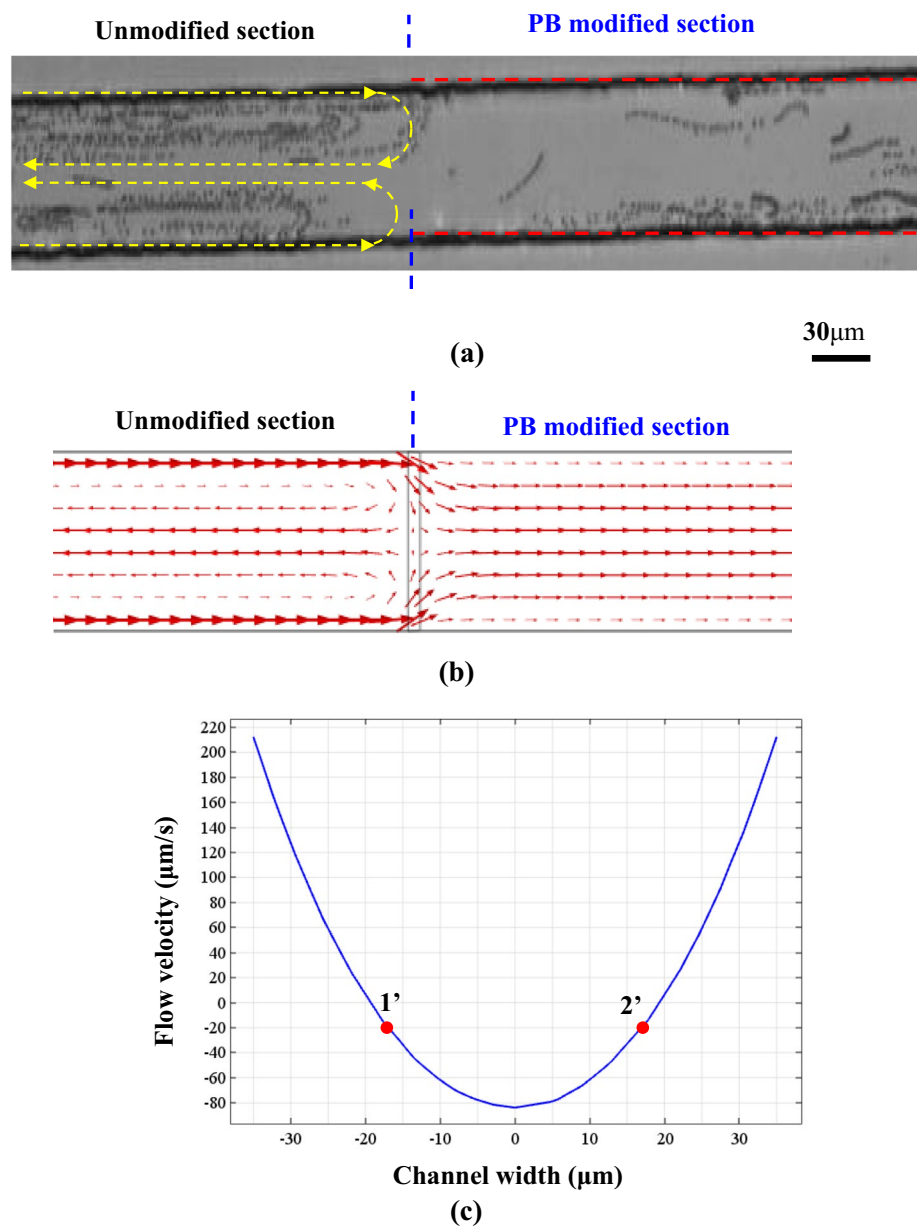 Unmodified section
PB modified section
(a)
30μm
Unmodified section
PB modified section
(b)
220
200
180
160
140
120
100
80
60
40
20
0
-20
-40
-60
-80
Flow velocity (μm/s)
1’
2’
-30
-20
-10
0
10
20
30
Channel width (μm)
(c)